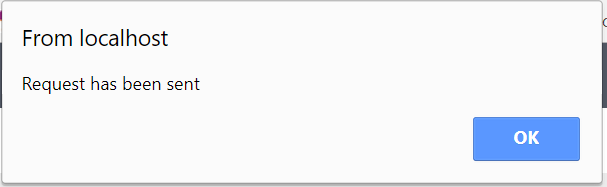 From localhost
Request has been sent
OK